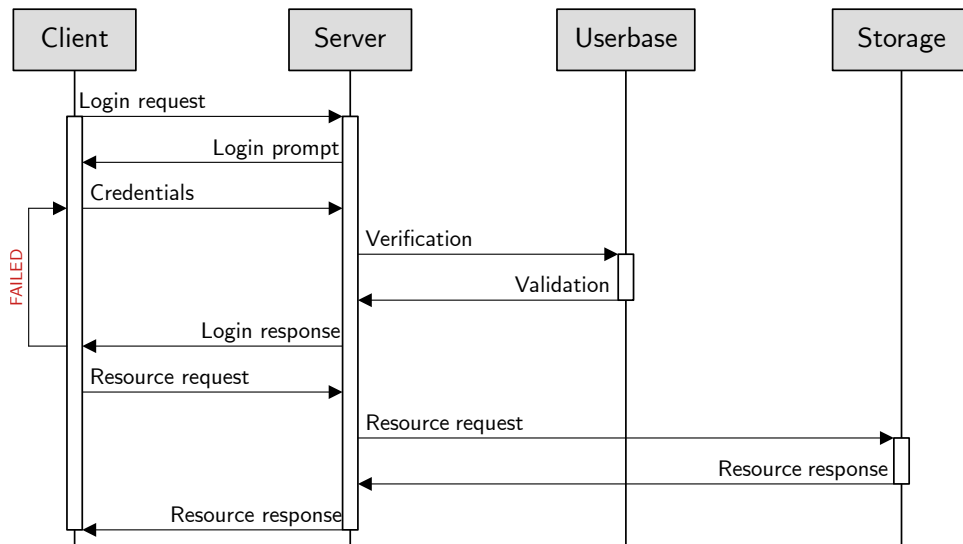 Client
Server
Userbase
Storage
Login request
Login prompt
Credentials
Verification
FAILED
Validation
Login response
Resource request
Resource request
Resource response
Resource response